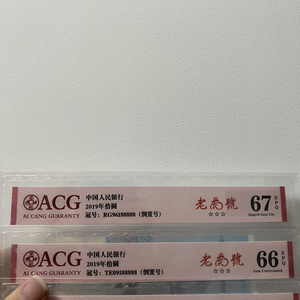 ACG
AI CANG GUARANTY
中国人民银行
2019年拾圆
冠号：RG96188888（倒置号）
老商號
☆☆☆
67 EPQ
Superb Gem Unc
ACG
AI CANG GUARANTY
中国人民银行
2019年拾圆
冠号：TE09188888（倒置号）
老商號
☆☆☆
66 EPQ
Gem Uncirculated